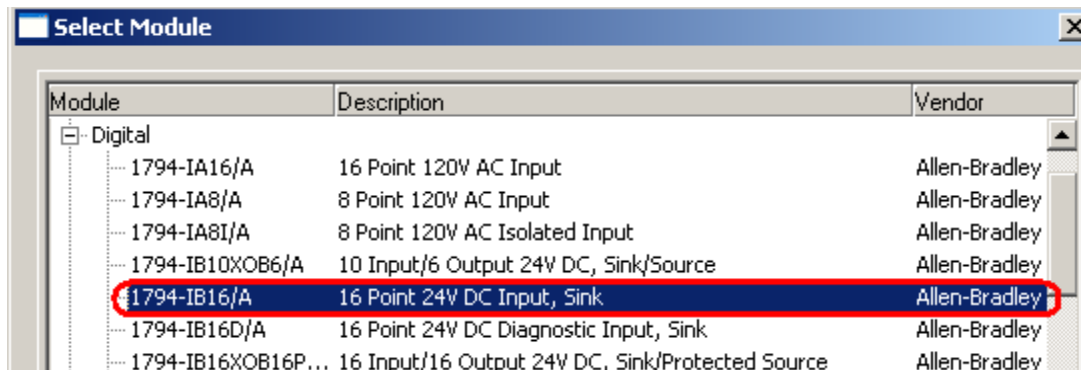 Select Module
Module Description Vendor
Digital
1794-IA16/A 16 Point 120V AC Input Allen-Bradley
1794-IA8/A 8 Point 120V AC Input Allen-Bradley
1794-IA8I/A 8 Point 120V AC Isolated Input Allen-Bradley
1794-IB10XOB6/A 10 Input/6 Output 24V DC, Sink/Source Allen-Bradley
1794-IB16/A 16 Point 24V DC Input, Sink Allen-Bradley
1794-IB16D/A 16 Point 24V DC Diagnostic Input, Sink Allen-Bradley
1794-IB16XOB16P... 16 Input/16 Output 24V DC, Sink/Protected Source Allen-Bradley